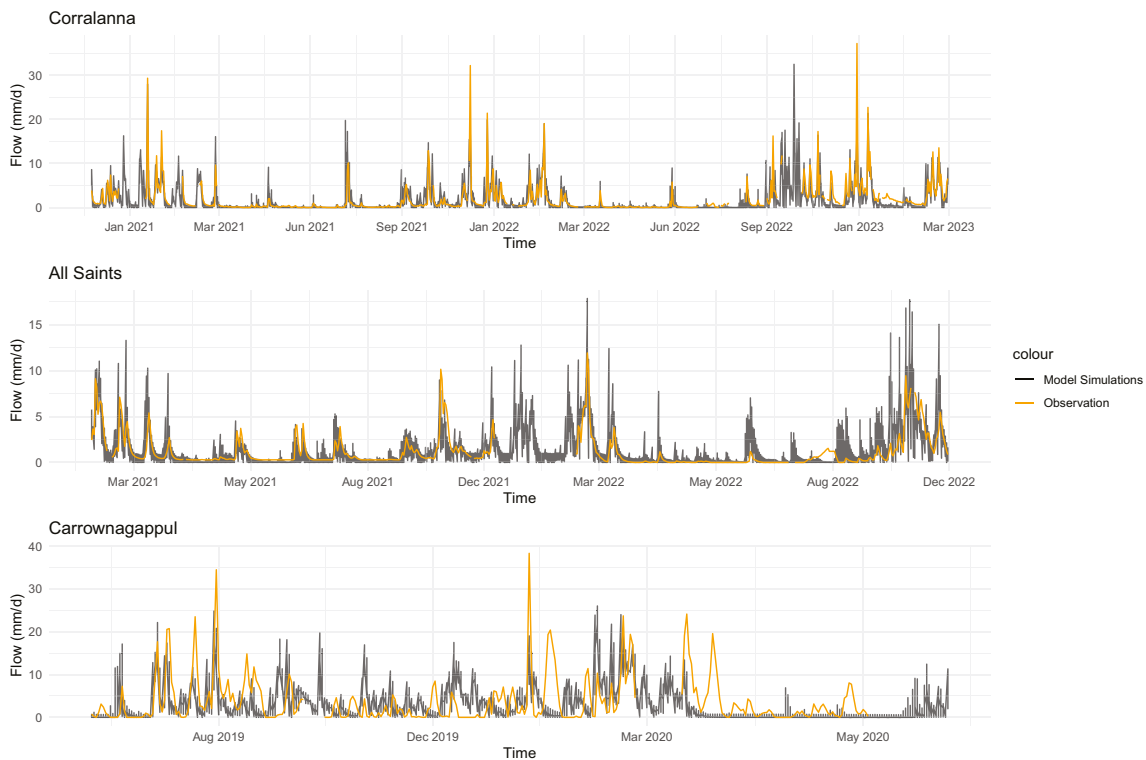 Corralanna
Flow (mm/d)
30
20
10
0
Jan 2021 Mar 2021 Jun 2021 Sep 2021 Jan 2022 Mar 2022 Jun 2022 Sep 2022 Jan 2023 Mar 2023
Time
All Saints
Flow (mm/d)
15
10
5
0
Mar 2021 May 2021 Aug 2021 Dec 2021 Mar 2022 May 2022 Aug 2022 Dec 2022
Time
colour
Model Simulations
Observation
Carrownagappul
Flow (mm/d)
40
30
20
10
0
Aug 2019 Dec 2019 Mar 2020 May 2020
Time